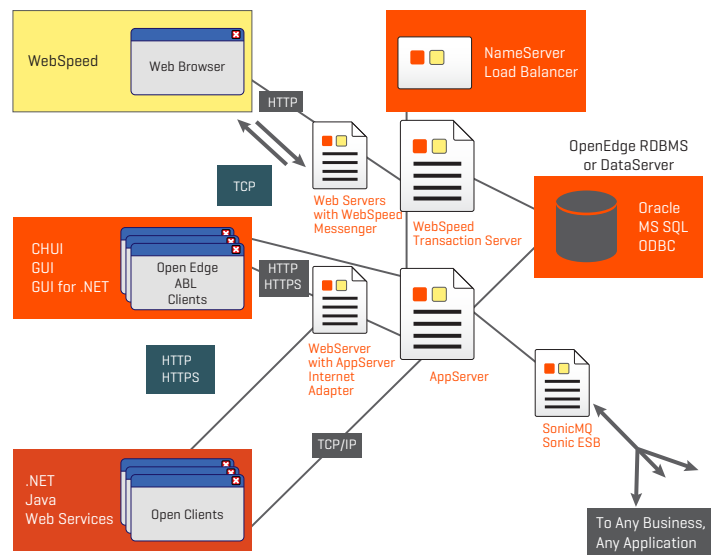 WebSpeed
Web Browser
NameServer
Load Balancer
HTTP
TCP
Web Servers
with WebSpeed
Messenger
WebSpeed
Transaction Server
OpenEdge RDBMS
or DataServer
Oracle
MS SQL
ODBC
CHUI
GUI
GUI for .NET
Open Edge
ABL
Clients
HTTP
HTTPS
WebServer
with AppServer
Internet
Adapter
AppServer
HTTP
HTTPS
SonicMQ
Sonic ESB
TCP/IP
.NET
Java
Web Services
Open Clients
To Any Business,
Any Application